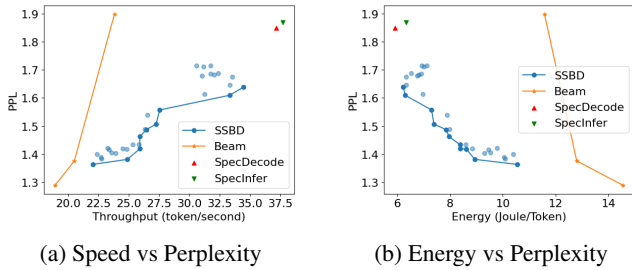 1.9
1.8
1.7
1.6
1.5
1.4
1.3
PPL
20.0 22.5 25.0 27.5 30.0 32.5 35.0 37.5
Throughput (token/second)
SSBD
Beam
SpecDecode
SpecInfer
(a) Speed vs Perplexity
1.9
1.8
1.7
1.6
1.5
1.4
1.3
PPL
6 8 10 12 14
Energy (Joule/Token)
SSBD
Beam
SpecDecode
SpecInfer
(b) Energy vs Perplexity